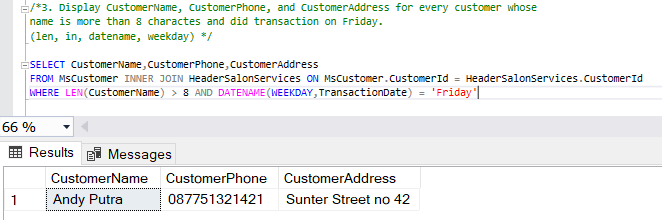 /*3. Display CustomerName, CustomerPhone, and CustomerAddress for every customer whose
name is more than 8 charactes and did transaction on Friday.
(len, in, datename, weekday) */
SELECT CustomerName,CustomerPhone,CustomerAddress
FROM MsCustomer INNER JOIN HeaderSalonServices ON MsCustomer.CustomerId = HeaderSalonServices.CustomerId
WHERE LEN(CustomerName) > 8 AND DATENAME(WEEKDAY,TransactionDate) = 'Friday'
66 %
Results Messages
CustomerName CustomerPhone CustomerAddress
1 Andy Putra 087751321421 Sunter Street no 42